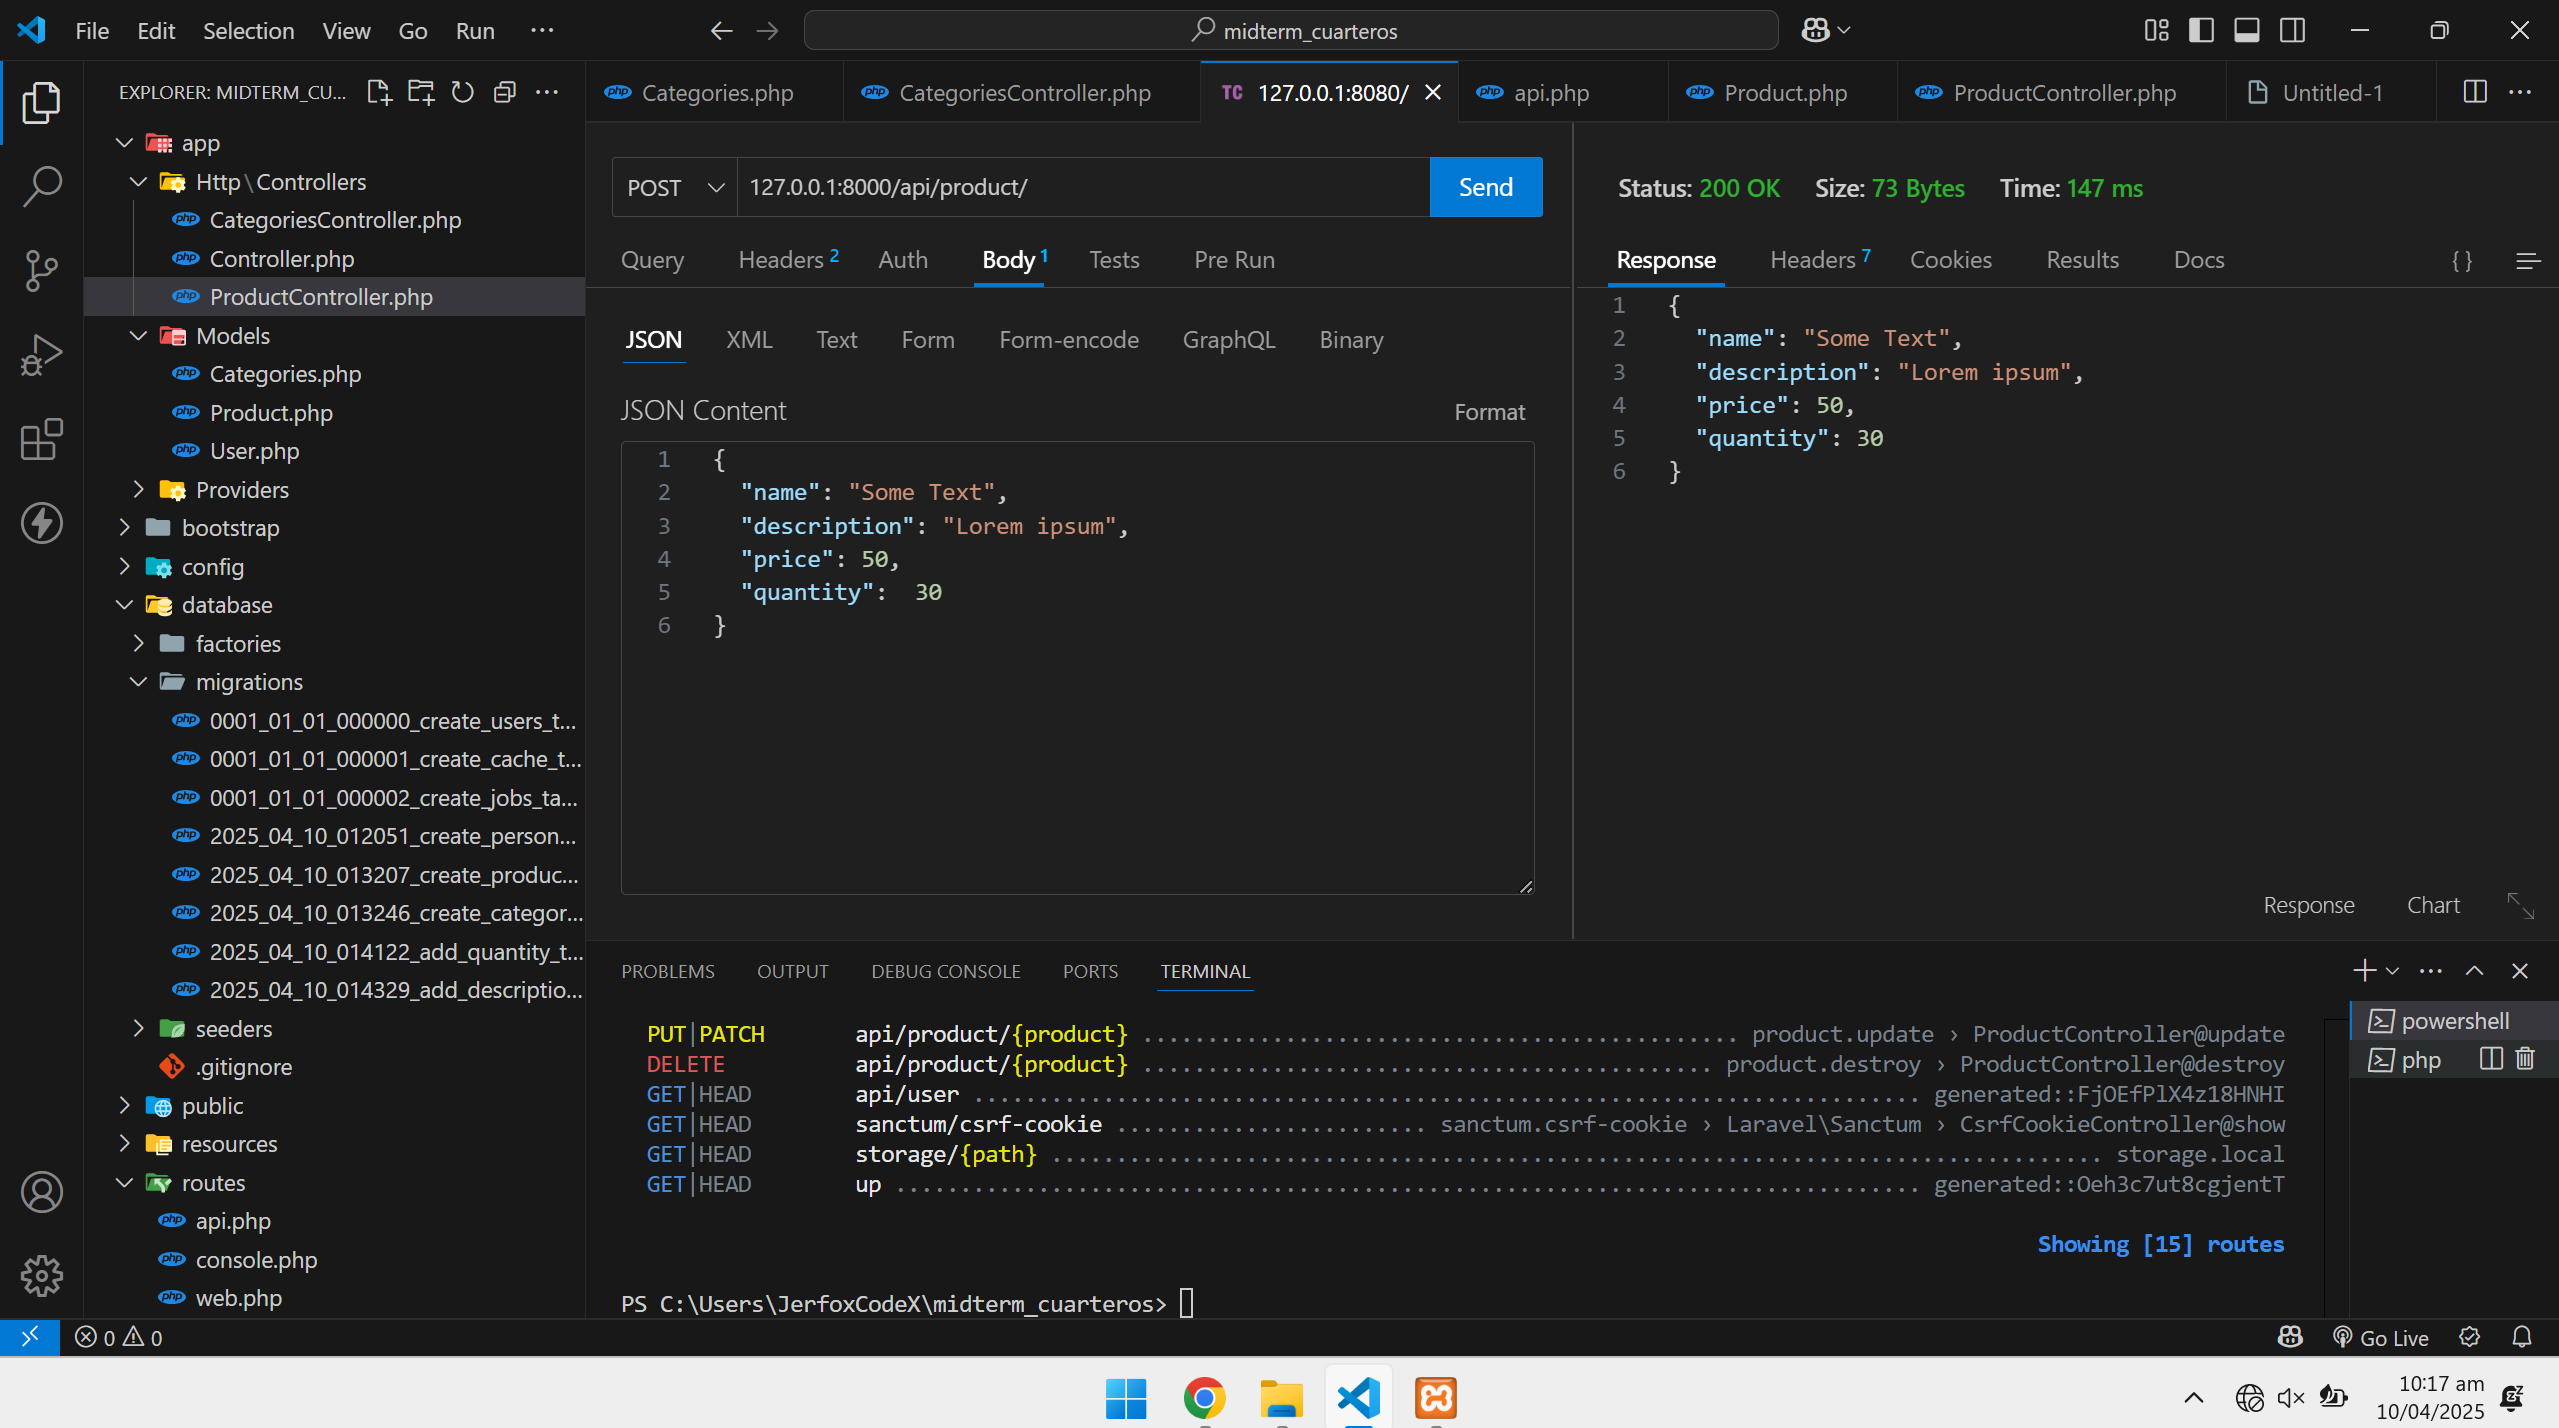 File Edit Selection View Go Run ···
midterm_cuarteros
EXPLORER: MIDTERM_CU...
app
Http\Controllers
CategoriesController.php
Controller.php
ProductController.php
Models
Categories.php
Product.php
User.php
Providers
bootstrap
config
database
factories
migrations
0001_01_01_000000_create_users_t...
0001_01_01_000001_create_cache_t...
0001_01_01_000002_create_jobs_ta...
2025_04_10_012051_create_person...
2025_04_10_013207_create_produc...
2025_04_10_013246_create_categor...
2025_04_10_014122_add_quantity_t...
2025_04_10_014329_add_descriptio...
seeders
.gitignore
public
resources
routes
api.php
console.php
web.php
Categories.php CategoriesController.php TC 127.0.0.1:8080/ api.php Product.php ProductController.php Untitled-1
POST 127.0.0.1:8000/api/product/ Send
Query Headers 2 Auth Body 1 Tests Pre Run
JSON XML Text Form Form-encode GraphQL Binary
JSON Content Format
1 {
2 "name": "Some Text",
3 "description": "Lorem ipsum",
4 "price": 50,
5 "quantity":  30
6 }
Status: 200 OK Size: 73 Bytes Time: 147 ms
Response Headers 7 Cookies Results Docs { }
1 {
2 "name": "Some Text",
3 "description": "Lorem ipsum",
4 "price": 50,
5 "quantity": 30
6 }
Response Chart
PROBLEMS OUTPUT DEBUG CONSOLE PORTS TERMINAL
PUT|PATCH api/product/{product} .............................................. product.update › ProductController@update
DELETE api/product/{product} ............................................ product.destroy › ProductController@destroy
GET|HEAD api/user ......................................................................... generated::FjOEfPlX4z18HNHI
GET|HEAD sanctum/csrf-cookie ........................ sanctum.csrf-cookie › Laravel\Sanctum › CsrfCookieController@show
GET|HEAD storage/{path} ................................................................................. storage.local
GET|HEAD up ............................................................................... generated::Oeh3c7ut8cgjentT
Showing [15] routes
PS C:\Users\JerfoxCodeX\midterm_cuarteros>
powershell
php
0 0
Go Live
10:17 am
10/04/2025